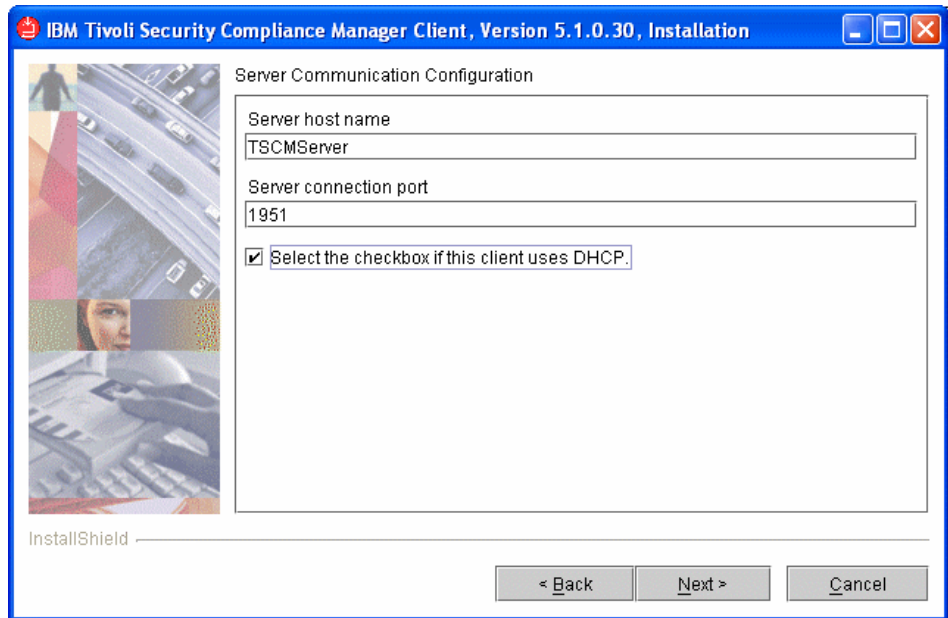 IBM Tivoli Security Compliance Manager Client, Version 5.1.0.30, Installation
Server Communication Configuration
Server host name
TSCMServer
Server connection port
1951
Select the checkbox if this client uses DHCP.
InstallShield
< Back
Next >
Cancel